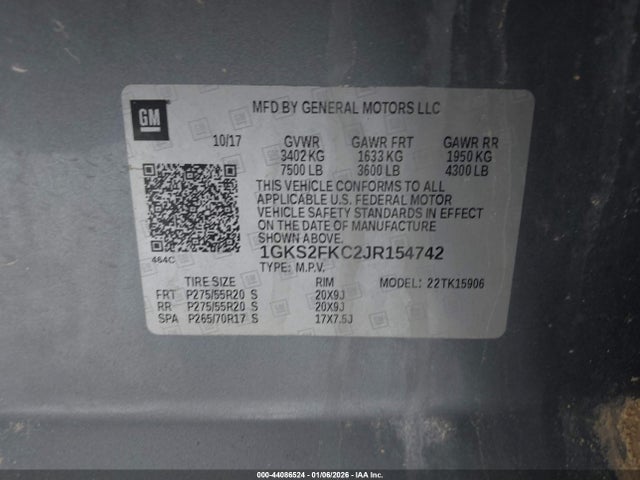 GM
MFD BY GENERAL MOTORS LLC
10/17 GVWR GAWR FRT GAWR RR
3402 KG 1633 KG 1950 KG
7500 LB 3600 LB 4300 LB
THIS VEHICLE CONFORMS TO ALL
APPLICABLE U.S. FEDERAL MOTOR
VEHICLE SAFETY STANDARDS IN EFFECT
ON THE DATE OF MANUFACTURE
SHOWN ABOVE.
484C
1GKS2FKC2JR154742
TYPE: M.P.V.
TIRE SIZE RIM MODEL: 22TK15906
FRT P275/55R20 S 20X9J
RR P275/55R20 S 20X9J
SPA P265/70R17 S 17X7.5J
000-44086524 | 01/06/2026 - IAA Inc.